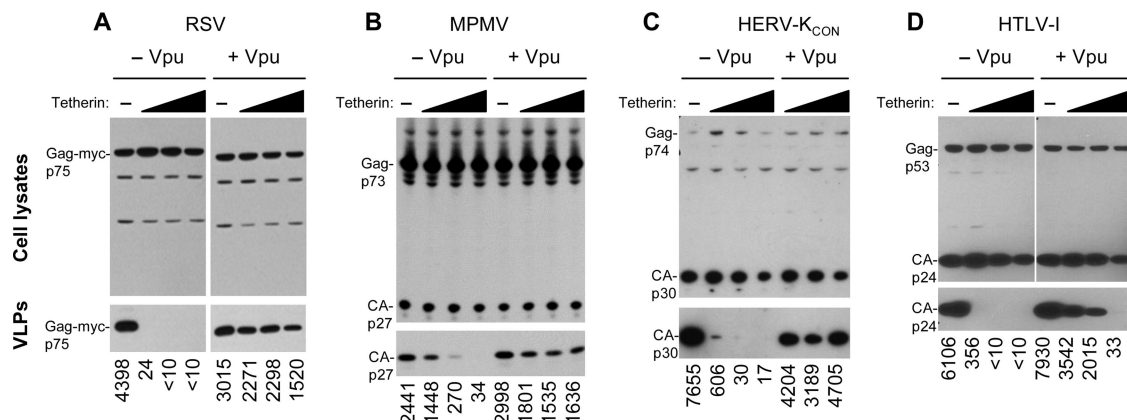 A RSV
– Vpu + Vpu
Tetherin: – –
Cell lysates
Gag-myc-
p75
VLPs
Gag-myc-
p75
4398 24 <10 <10 3015 2271 2298 1520
B MPMV
– Vpu + Vpu
Tetherin: – –
Gag-
p73
CA-
p27
CA-
p27
2441 1448 270 34 2998 1801 1535 1636
C HERV-KCON
– Vpu + Vpu
Tetherin: –
Gag-
p74
CA-
p30
CA-
p30
7655 606 30 17 4204 3189 4705
D HTLV-I
– Vpu + Vpu
Tetherin: – –
Gag-
p53
CA-
p24
CA-
p24
6106 356 <10 <10 7930 3542 2015 33